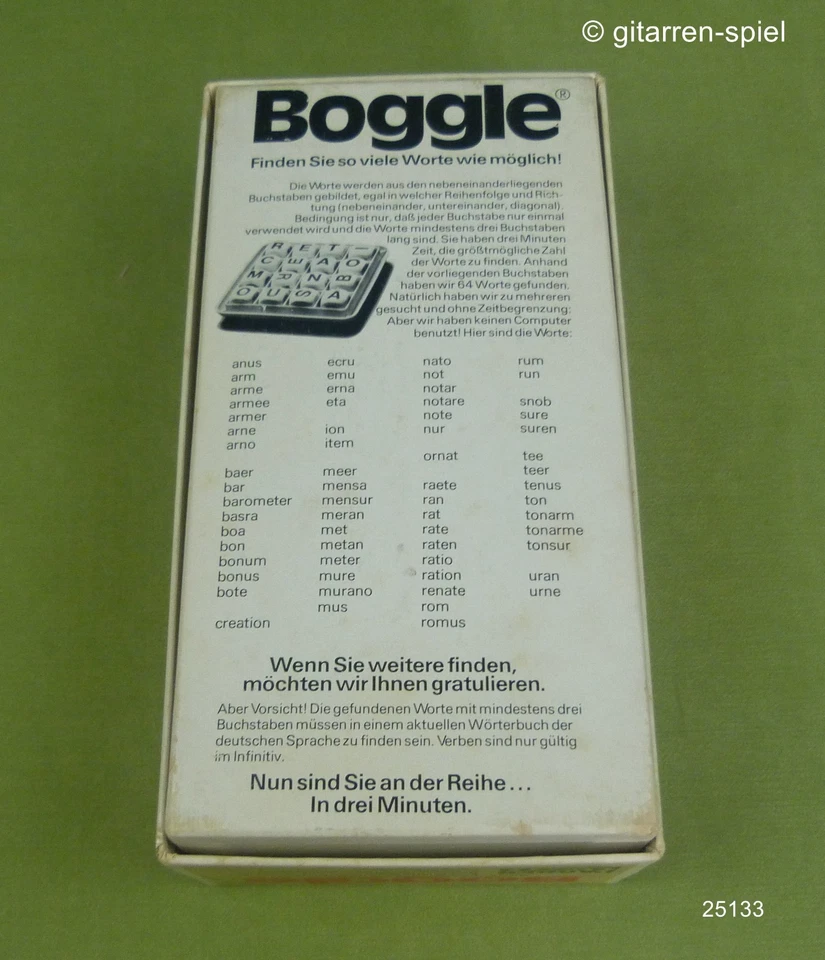 © gitarren-spiel
Boggle®
Finden Sie so viele Worte wie möglich!
Die Worte werden aus den nebeneinanderliegenden
Buchstaben gebildet, egal in welcher Reihenfolge und Rich-
tung (nebeneinander, untereinander, diagonal).
Bedingung ist nur, daß jeder Buchstabe nur einmal
verwendet wird und die Worte mindestens drei Buchstaben
lang sind. Sie haben drei Minuten
Zeit, die größtmögliche Zahl
der Worte zu finden. Anhand
der vorliegenden Buchstaben
haben wir 64 Worte gefunden.
Natürlich haben wir zu mehreren
gesucht und ohne Zeitbegrenzung:
Aber wir haben keinen Computer
benutzt! Hier sind die Worte:
R E T I
C E A O
M R N B
O U S A
anus
arm
arme
armee
armer
arne
arno
baer
bar
barometer
basra
boa
bon
bonum
bonus
bote
creation
ecru
emu
erna
eta
ion
item
meer
mensa
mensur
meran
met
metan
meter
mure
murano
mus
nato
not
notar
notare
note
nur
ornat
raete
ran
rat
rate
raten
ratio
ration
renate
rom
romus
rum
run
snob
sure
suren
tee
teer
tenus
ton
tonarm
tonarme
tonsur
uran
urne
Wenn Sie weitere finden,
möchten wir Ihnen gratulieren.
Aber Vorsicht! Die gefundenen Worte mit mindestens drei
Buchstaben müssen in einem aktuellen Wörterbuch der
deutschen Sprache zu finden sein. Verben sind nur gültig
im Infinitiv.
Nun sind Sie an der Reihe...
In drei Minuten.
25133